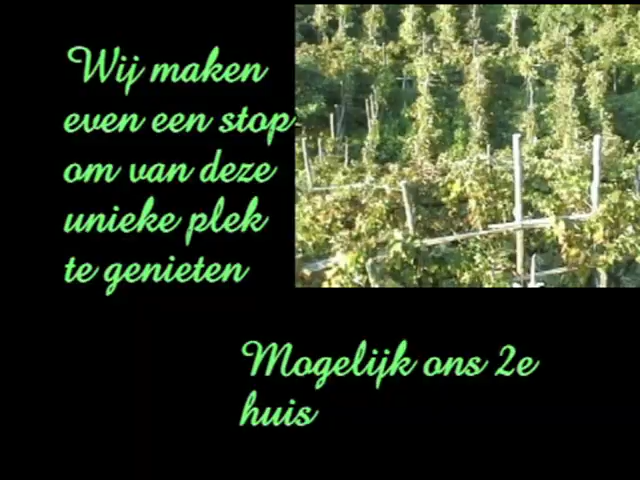 Wij maken
even een stop
om van deze
unieke plek
te genieten
Mogelijk ons 2e
huis